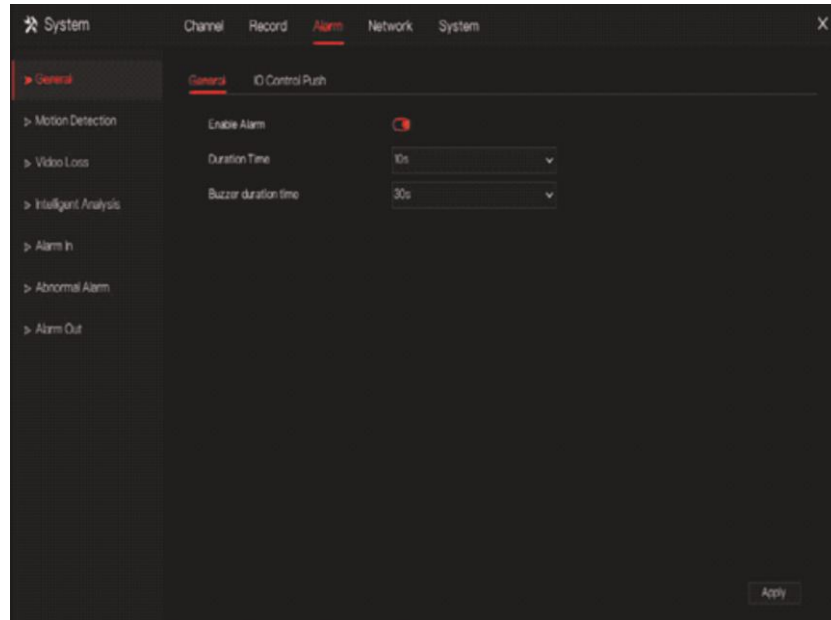 System
Channel Record Alarm Network System X
General
Motion Detection
Video Loss
Intelligent Analysis
Alarm In
Abnormal Alarm
Alarm Out
General IO Control Push
Enable Alarm
Duration Time 10s
Buzzer duration time 30s
Apply